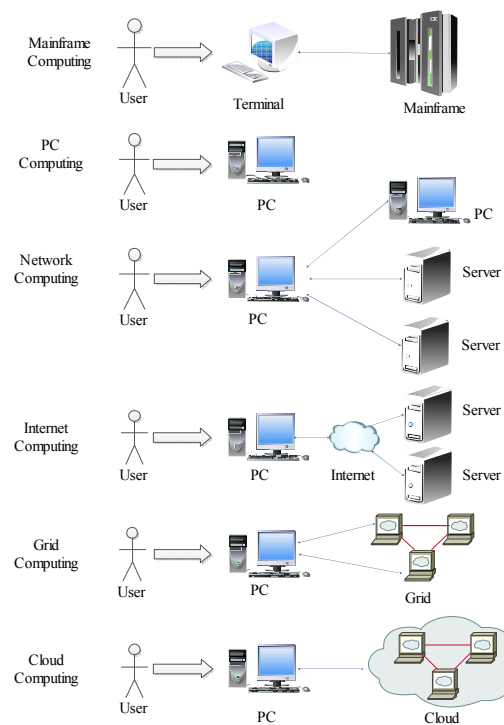 Mainframe
Computing
User
Terminal
Mainframe
PC
Computing
User
PC
PC
Network
Computing
User
PC
Server
Server
Internet
Computing
User
PC
Internet
Server
Server
Grid
Computing
User
PC
Grid
Cloud
Computing
User
PC
Cloud